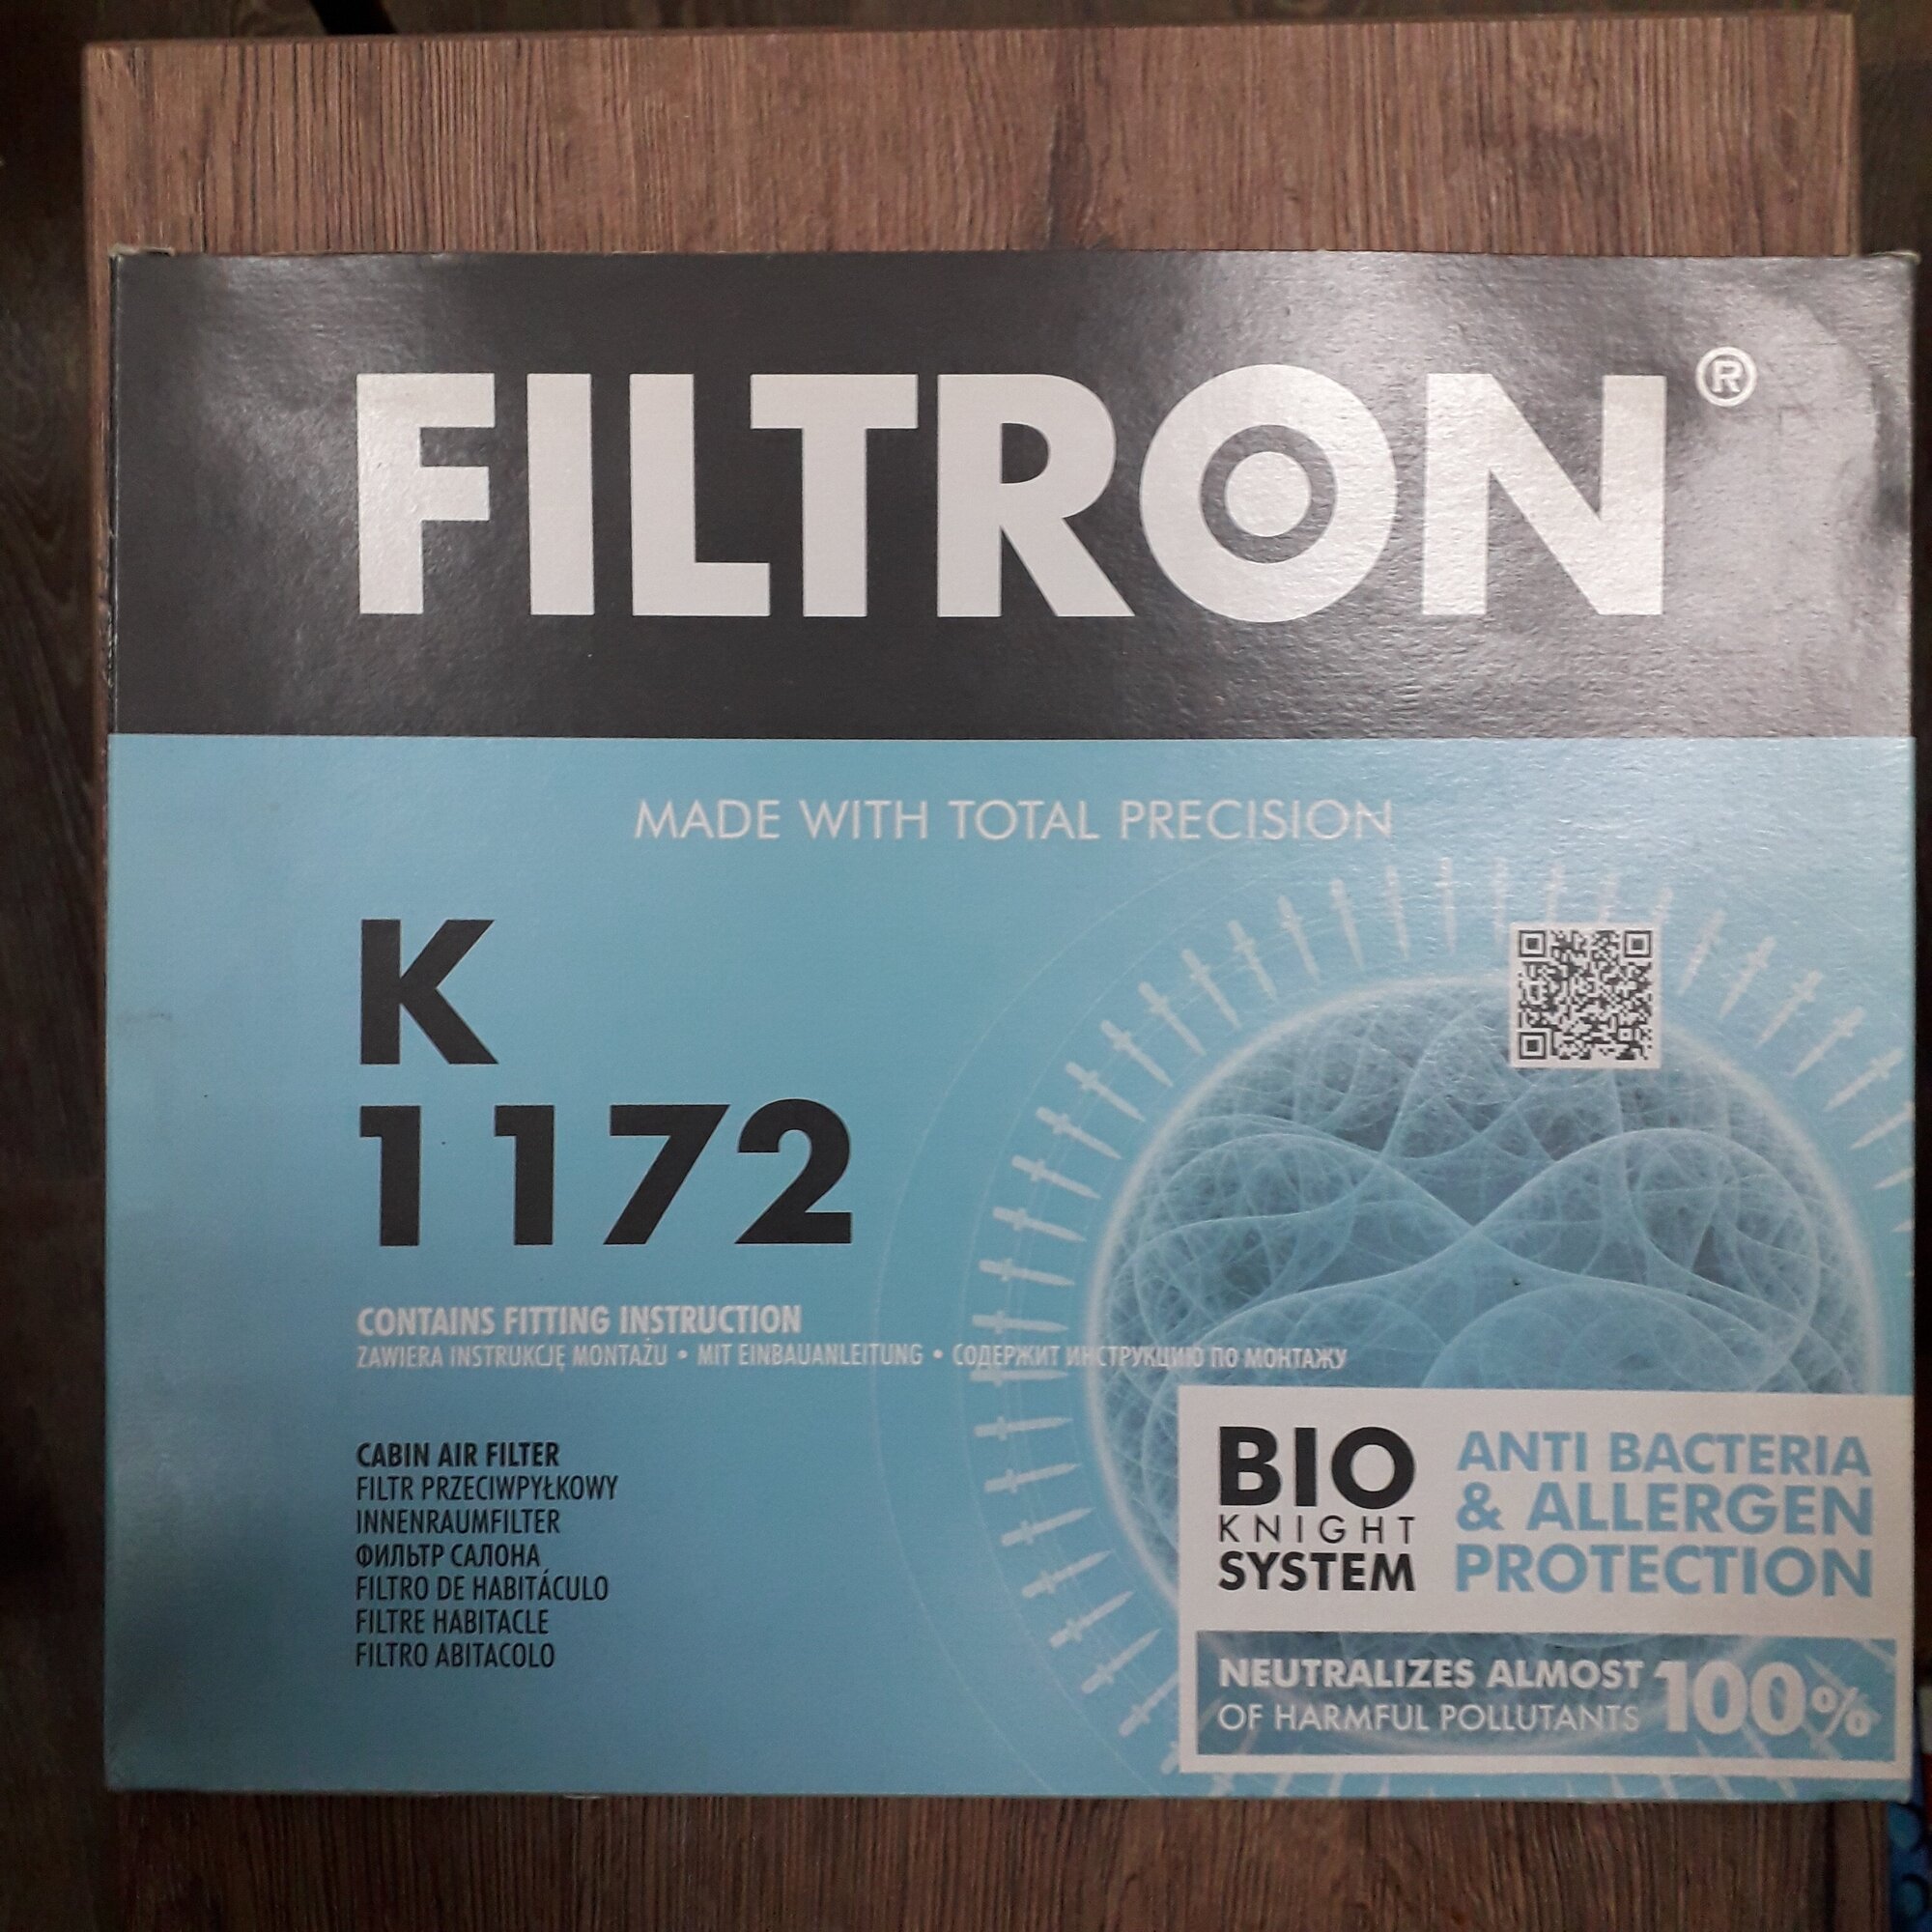 FILTRON®
MADE WITH TOTAL PRECISION
K
1172
CONTAINS FITTING INSTRUCTION
ZAWIERA INSTRUKCJĘ MONTAŻU • MIT EINBAUANLEITUNG • СОДЕРЖИТ ИНСТРУКЦИЮ ПО МОНТАЖУ
CABIN AIR FILTER
FILTR PRZECIWPYŁKOWY
INNENRAUMFILTER
ФИЛЬТР САЛОНА
FILTRO DE HABITÁCULO
FILTRE HABITACLE
FILTRO ABITACOLO
BIO
KNIGHT
SYSTEM
ANTI BACTERIA
& ALLERGEN
PROTECTION
NEUTRALIZES ALMOST 100%
OF HARMFUL POLLUTANTS